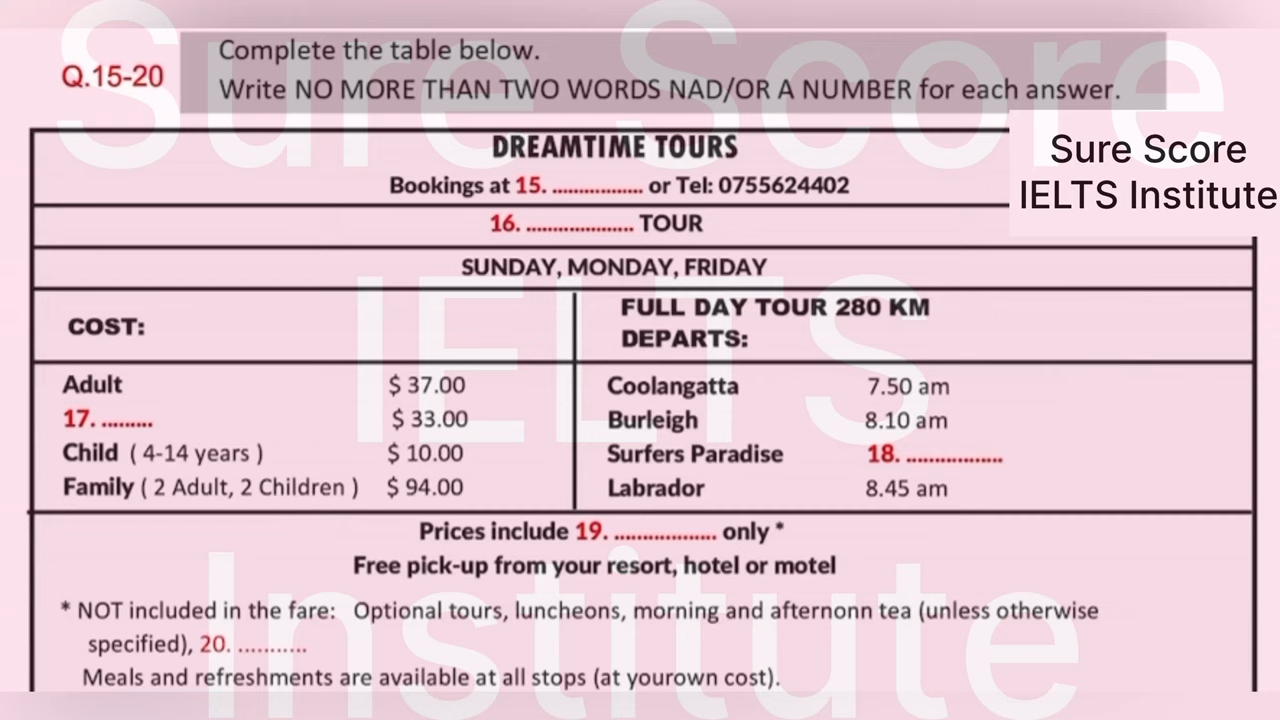 Q.15-20
Complete the table below.
Write NO MORE THAN TWO WORDS NAD/OR A NUMBER for each answer.
Sure Score
IELTS Institute
DREAMTIME TOURS
Bookings at 15. ................. or Tel: 0755624402
16. .................... TOUR
SUNDAY, MONDAY, FRIDAY
COST:
FULL DAY TOUR 280 KM
DEPARTS:
Adult $ 37.00
17. ......... $ 33.00
Child ( 4-14 years ) $ 10.00
Family ( 2 Adult, 2 Children ) $ 94.00
Coolangatta 7.50 am
Burleigh 8.10 am
Surfers Paradise 18. .................
Labrador 8.45 am
Prices include 19. ................... only *
Free pick-up from your resort, hotel or motel
* NOT included in the fare: Optional tours, luncheons, morning and afternonn tea (unless otherwise
specified), 20. ...........
Meals and refreshments are available at all stops (at yourown cost).
Sure Score
IELTS
Institute